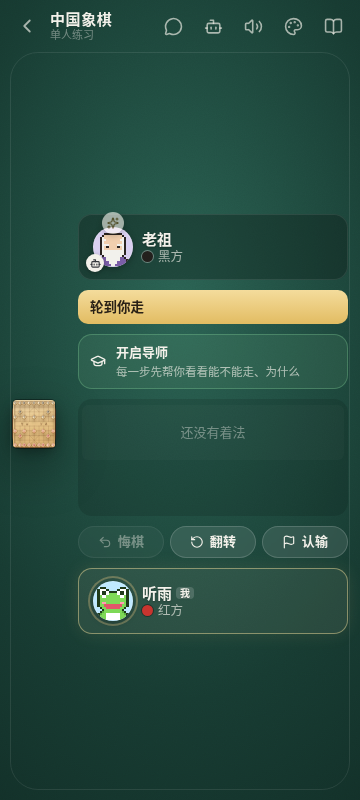 中国象棋
单人练习
老祖
黑方
轮到你走
开启导师
每一步先帮你看看能不能走、为什么
还没有着法
悔棋
翻转
认输
听雨 我
红方